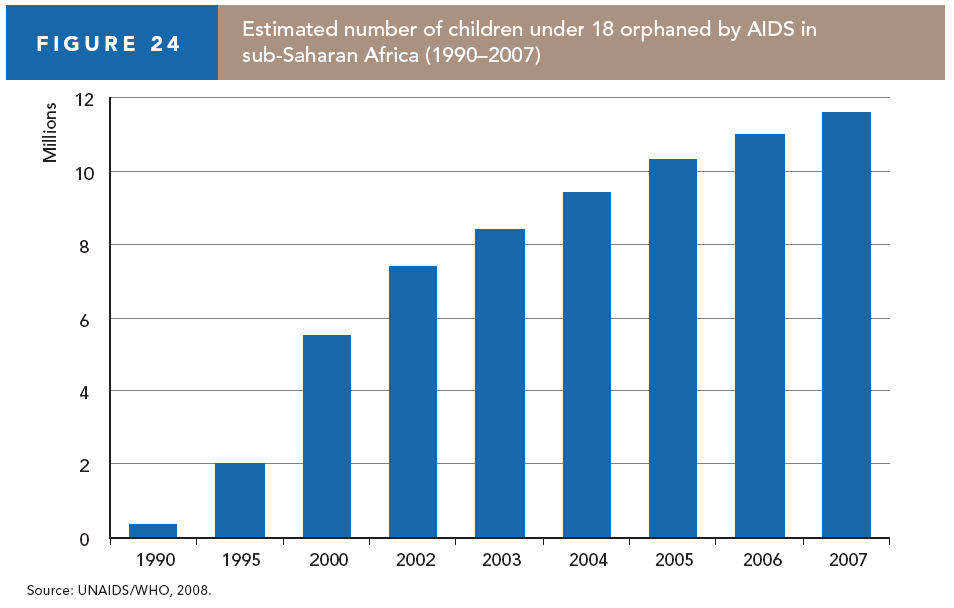 FIGURE 24
Estimated number of children under 18 orphaned by AIDS in
sub-Saharan Africa (1990–2007)
Millions
12
10
8
6
4
2
0
1990 1995 2000 2002 2003 2004 2005 2006 2007
Source: UNAIDS/WHO, 2008.